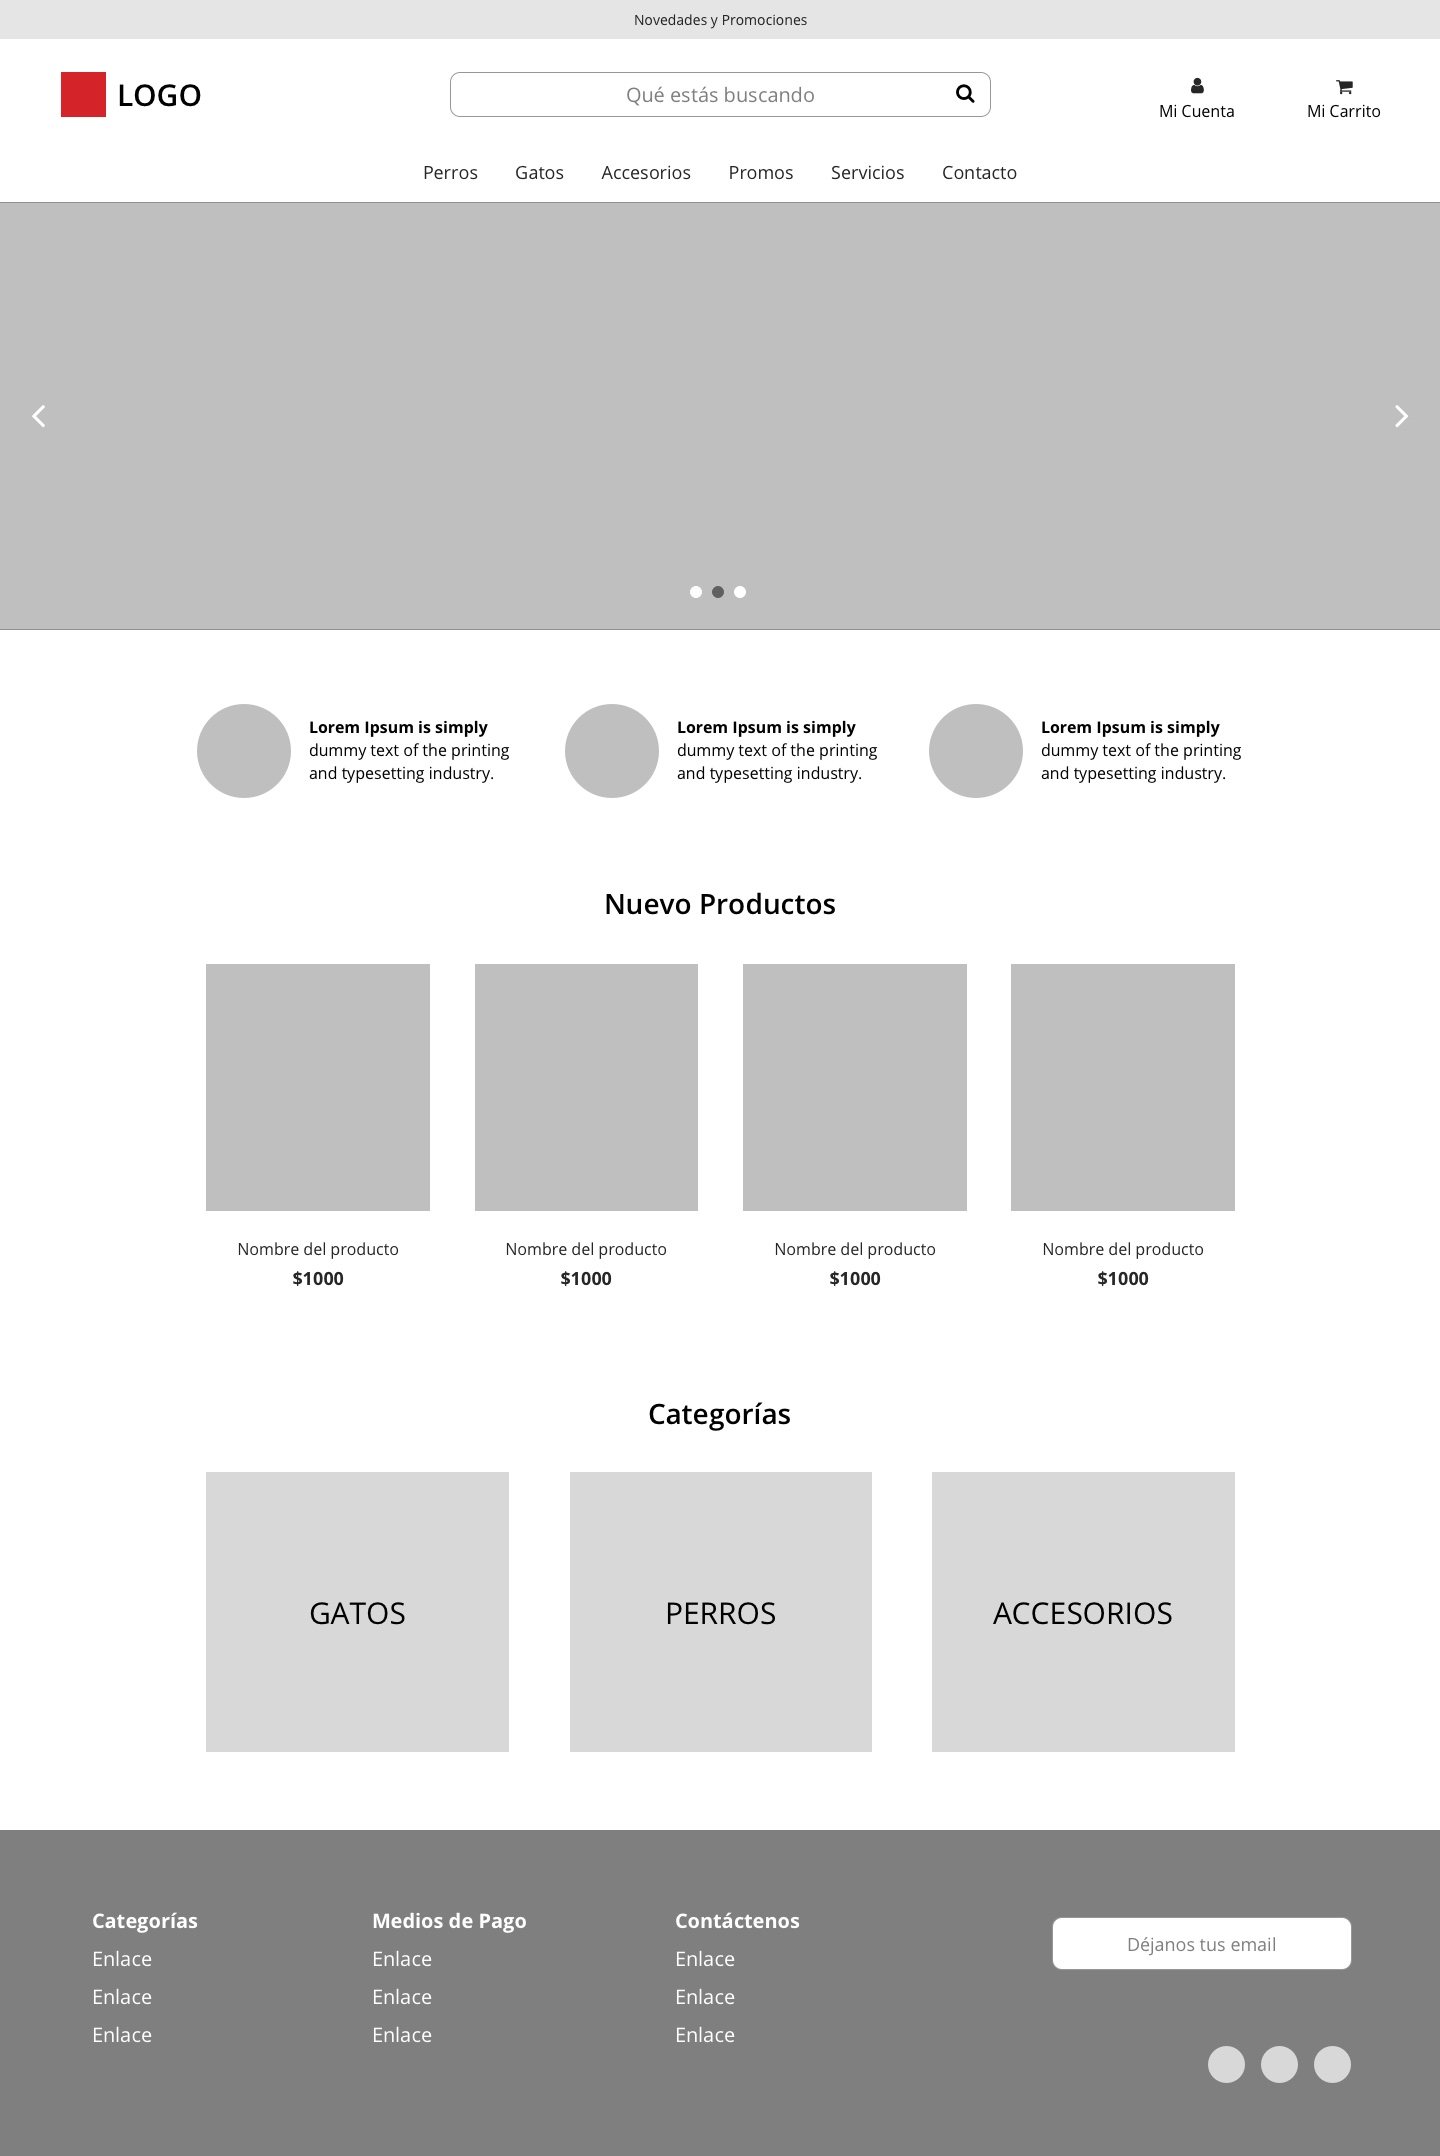 Novedades y Promociones
LOGO
Qué estás buscando
Mi Cuenta
Mi Carrito
Perros Gatos Accesorios Promos Servicios Contacto
Lorem Ipsum is simply
dummy text of the printing
and typesetting industry.
Lorem Ipsum is simply
dummy text of the printing
and typesetting industry.
Lorem Ipsum is simply
dummy text of the printing
and typesetting industry.
Nuevo Productos
Nombre del producto
$1000
Nombre del producto
$1000
Nombre del producto
$1000
Nombre del producto
$1000
Categorías
GATOS
PERROS
ACCESORIOS
Categorías
Enlace
Enlace
Enlace
Medios de Pago
Enlace
Enlace
Enlace
Contáctenos
Enlace
Enlace
Enlace
Déjanos tus email